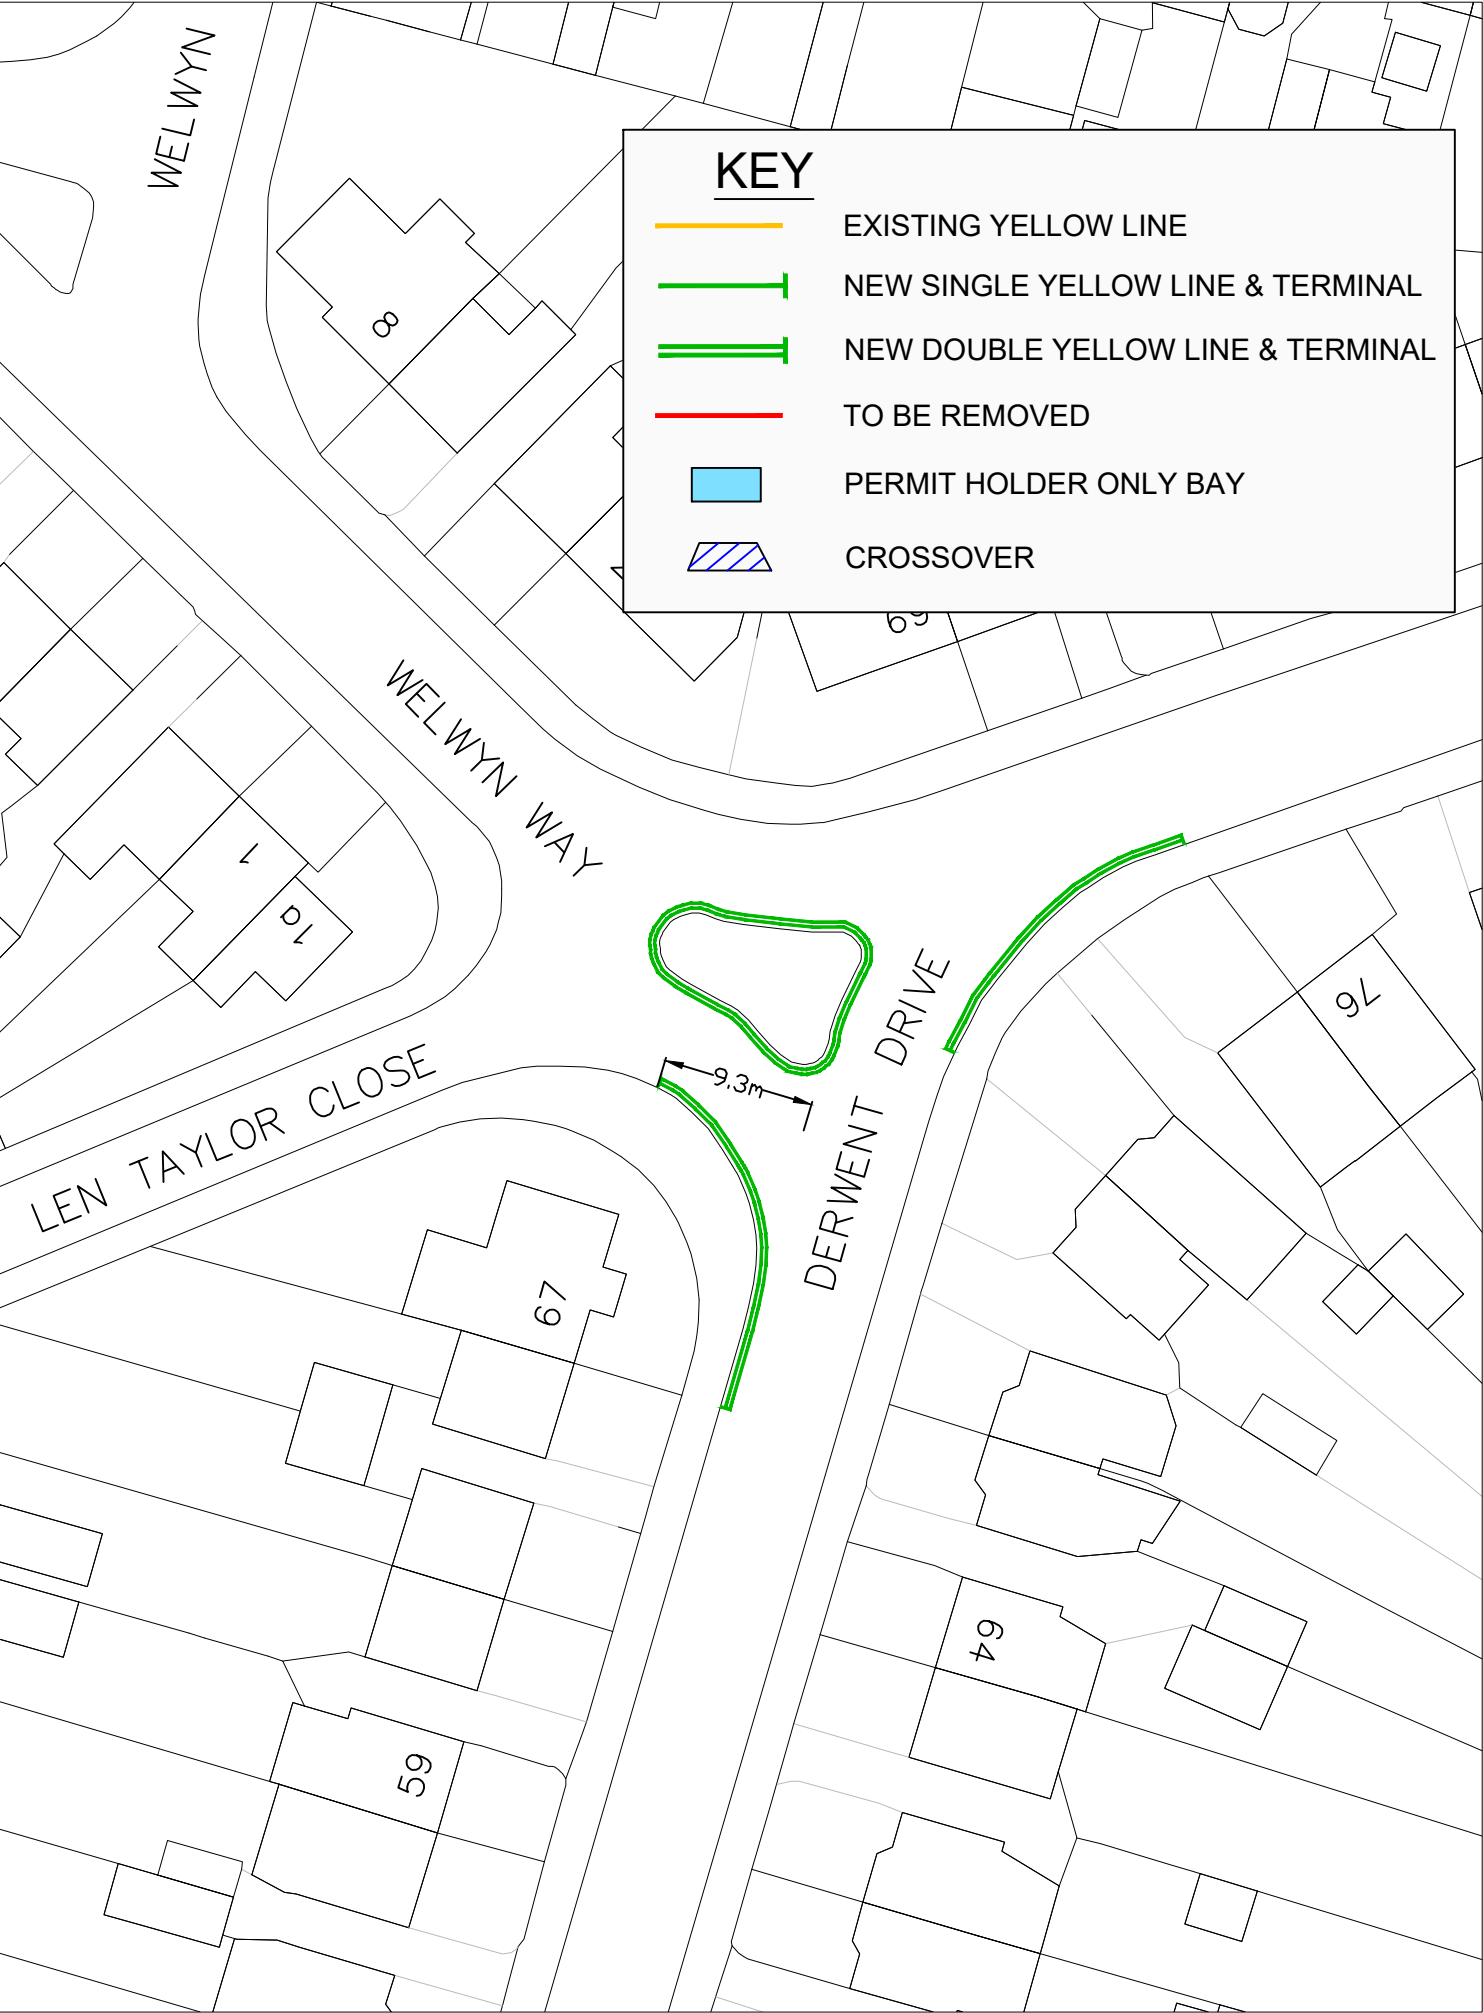 WELWYN
KEY
EXISTING YELLOW LINE
NEW SINGLE YELLOW LINE & TERMINAL
NEW DOUBLE YELLOW LINE & TERMINAL
TO BE REMOVED
PERMIT HOLDER ONLY BAY
CROSSOVER
8
69
WELWYN WAY
1
1a
76
DERWENT DRIVE
9.3m
LEN TAYLOR CLOSE
67
64
59